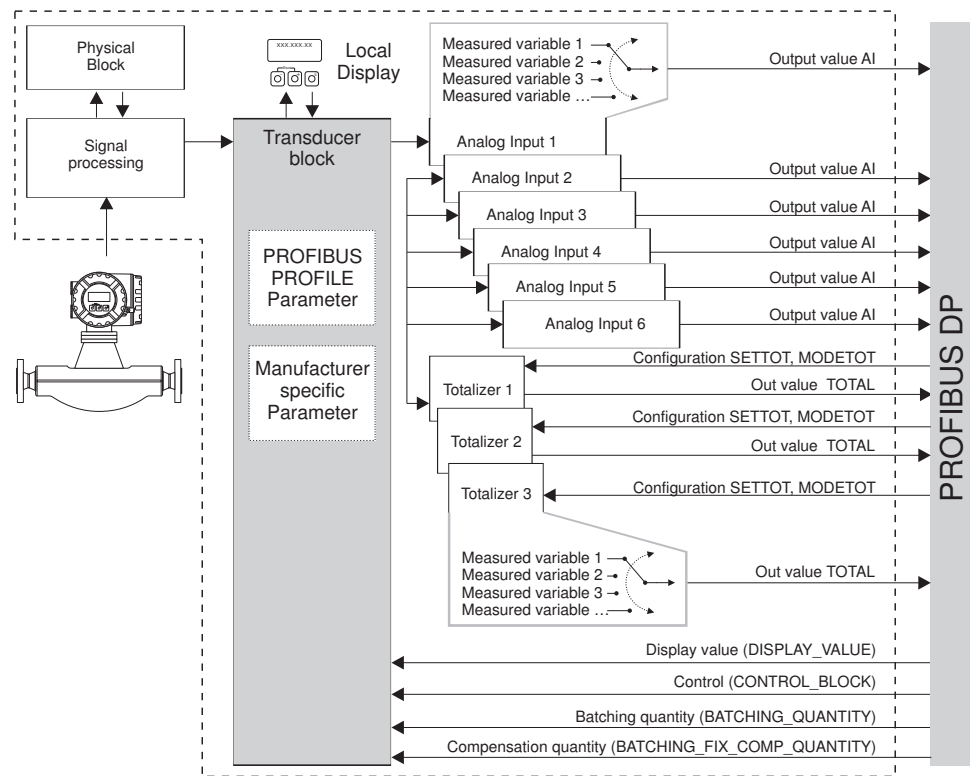 Physical
Block
Signal
processing
xxx.xxx.xx
Local
Display
Transducer
block
PROFIBUS
PROFILE
Parameter
Manufacturer
specific
Parameter
Measured variable 1
Measured variable 2
Measured variable 3
Measured variable ...
Analog Input 1
Analog Input 2
Analog Input 3
Analog Input 4
Analog Input 5
Analog Input 6
Output value AI
Output value AI
Output value AI
Output value AI
Output value AI
Output value AI
Totalizer 1
Totalizer 2
Totalizer 3
Configuration SETTOT, MODETOT
Out value TOTAL
Configuration SETTOT, MODETOT
Out value TOTAL
Configuration SETTOT, MODETOT
Measured variable 1
Measured variable 2
Measured variable 3
Measured variable ...
Out value TOTAL
Display value (DISPLAY_VALUE)
Control (CONTROL_BLOCK)
Batching quantity (BATCHING_QUANTITY)
Compensation quantity (BATCHING_FIX_COMP_QUANTITY)
PROFIBUS DP